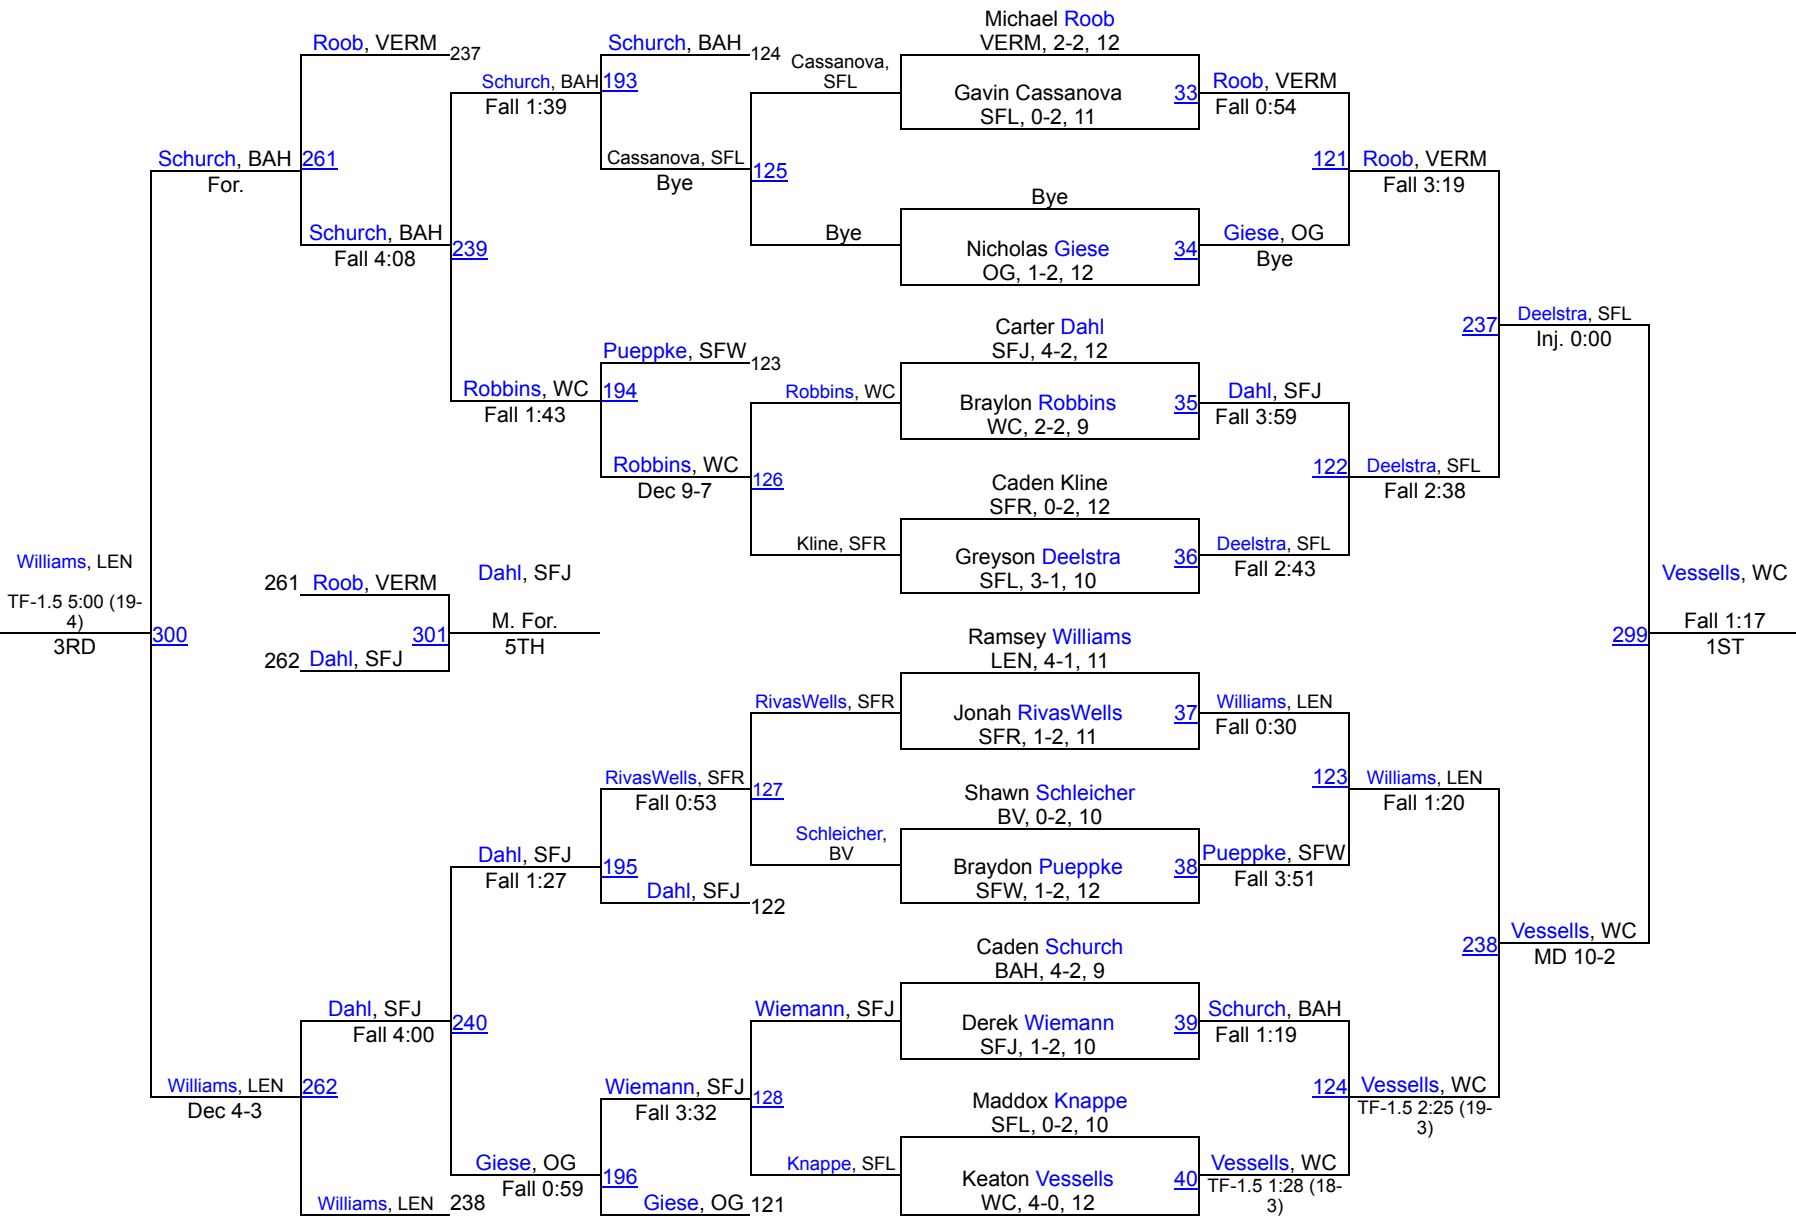 Michael Roob
VERM, 2-2, 12
Roob, VERM
237
Schurch, BAH
124
Cassanova,
SFL
Schurch, BAH
193
Fall 1:39
Gavin Cassanova
SFL, 0-2, 11
33
Roob, VERM
Fall 0:54
Schurch, BAH
For.
261
Cassanova, SFL
Bye
125
121
Roob, VERM
Fall 3:19
Bye
Schurch, BAH
Fall 4:08
239
Bye
Nicholas Giese
OG, 1-2, 12
34
Giese, OG
Bye
237
Deelstra, SFL
Inj. 0:00
Carter Dahl
SFJ, 4-2, 12
Pueppke, SFW
123
Robbins, WC
Fall 1:43
194
Robbins, WC
Braylon Robbins
WC, 2-2, 9
35
Dahl, SFJ
Fall 3:59
Robbins, WC
Dec 9-7
126
122
Deelstra, SFL
Fall 2:38
Caden Kline
SFR, 0-2, 12
Kline, SFR
Greyson Deelstra
SFL, 3-1, 10
36
Deelstra, SFL
Fall 2:43
Williams, LEN
TF-1.5 5:00 (19-
4)
3RD
300
261
Roob, VERM
Dahl, SFJ
301
M. For.
5TH
262
Dahl, SFJ
Vessells, WC
299
Fall 1:17
1ST
Ramsey Williams
LEN, 4-1, 11
RivasWells, SFR
Jonah RivasWells
SFR, 1-2, 11
37
Williams, LEN
Fall 0:30
RivasWells, SFR
Fall 0:53
127
123
Williams, LEN
Fall 1:20
Shawn Schleicher
BV, 0-2, 10
Schleicher,
BV
Dahl, SFJ
Fall 1:27
195
Braydon Pueppke
SFW, 1-2, 12
38
Pueppke, SFW
Fall 3:51
Dahl, SFJ
122
238
Vessells, WC
MD 10-2
Caden Schurch
BAH, 4-2, 9
Dahl, SFJ
Fall 4:00
240
Wiemann, SFJ
Derek Wiemann
SFJ, 1-2, 10
39
Schurch, BAH
Fall 1:19
Williams, LEN
Dec 4-3
262
Wiemann, SFJ
Fall 3:32
128
124
Vessells, WC
TF-1.5 2:25 (19-
3)
Maddox Knappe
SFL, 0-2, 10
Giese, OG
Fall 0:59
196
Knappe, SFL
Keaton Vessells
WC, 4-0, 12
40
Vessells, WC
TF-1.5 1:28 (18-
3)
Williams, LEN
238
Giese, OG
121